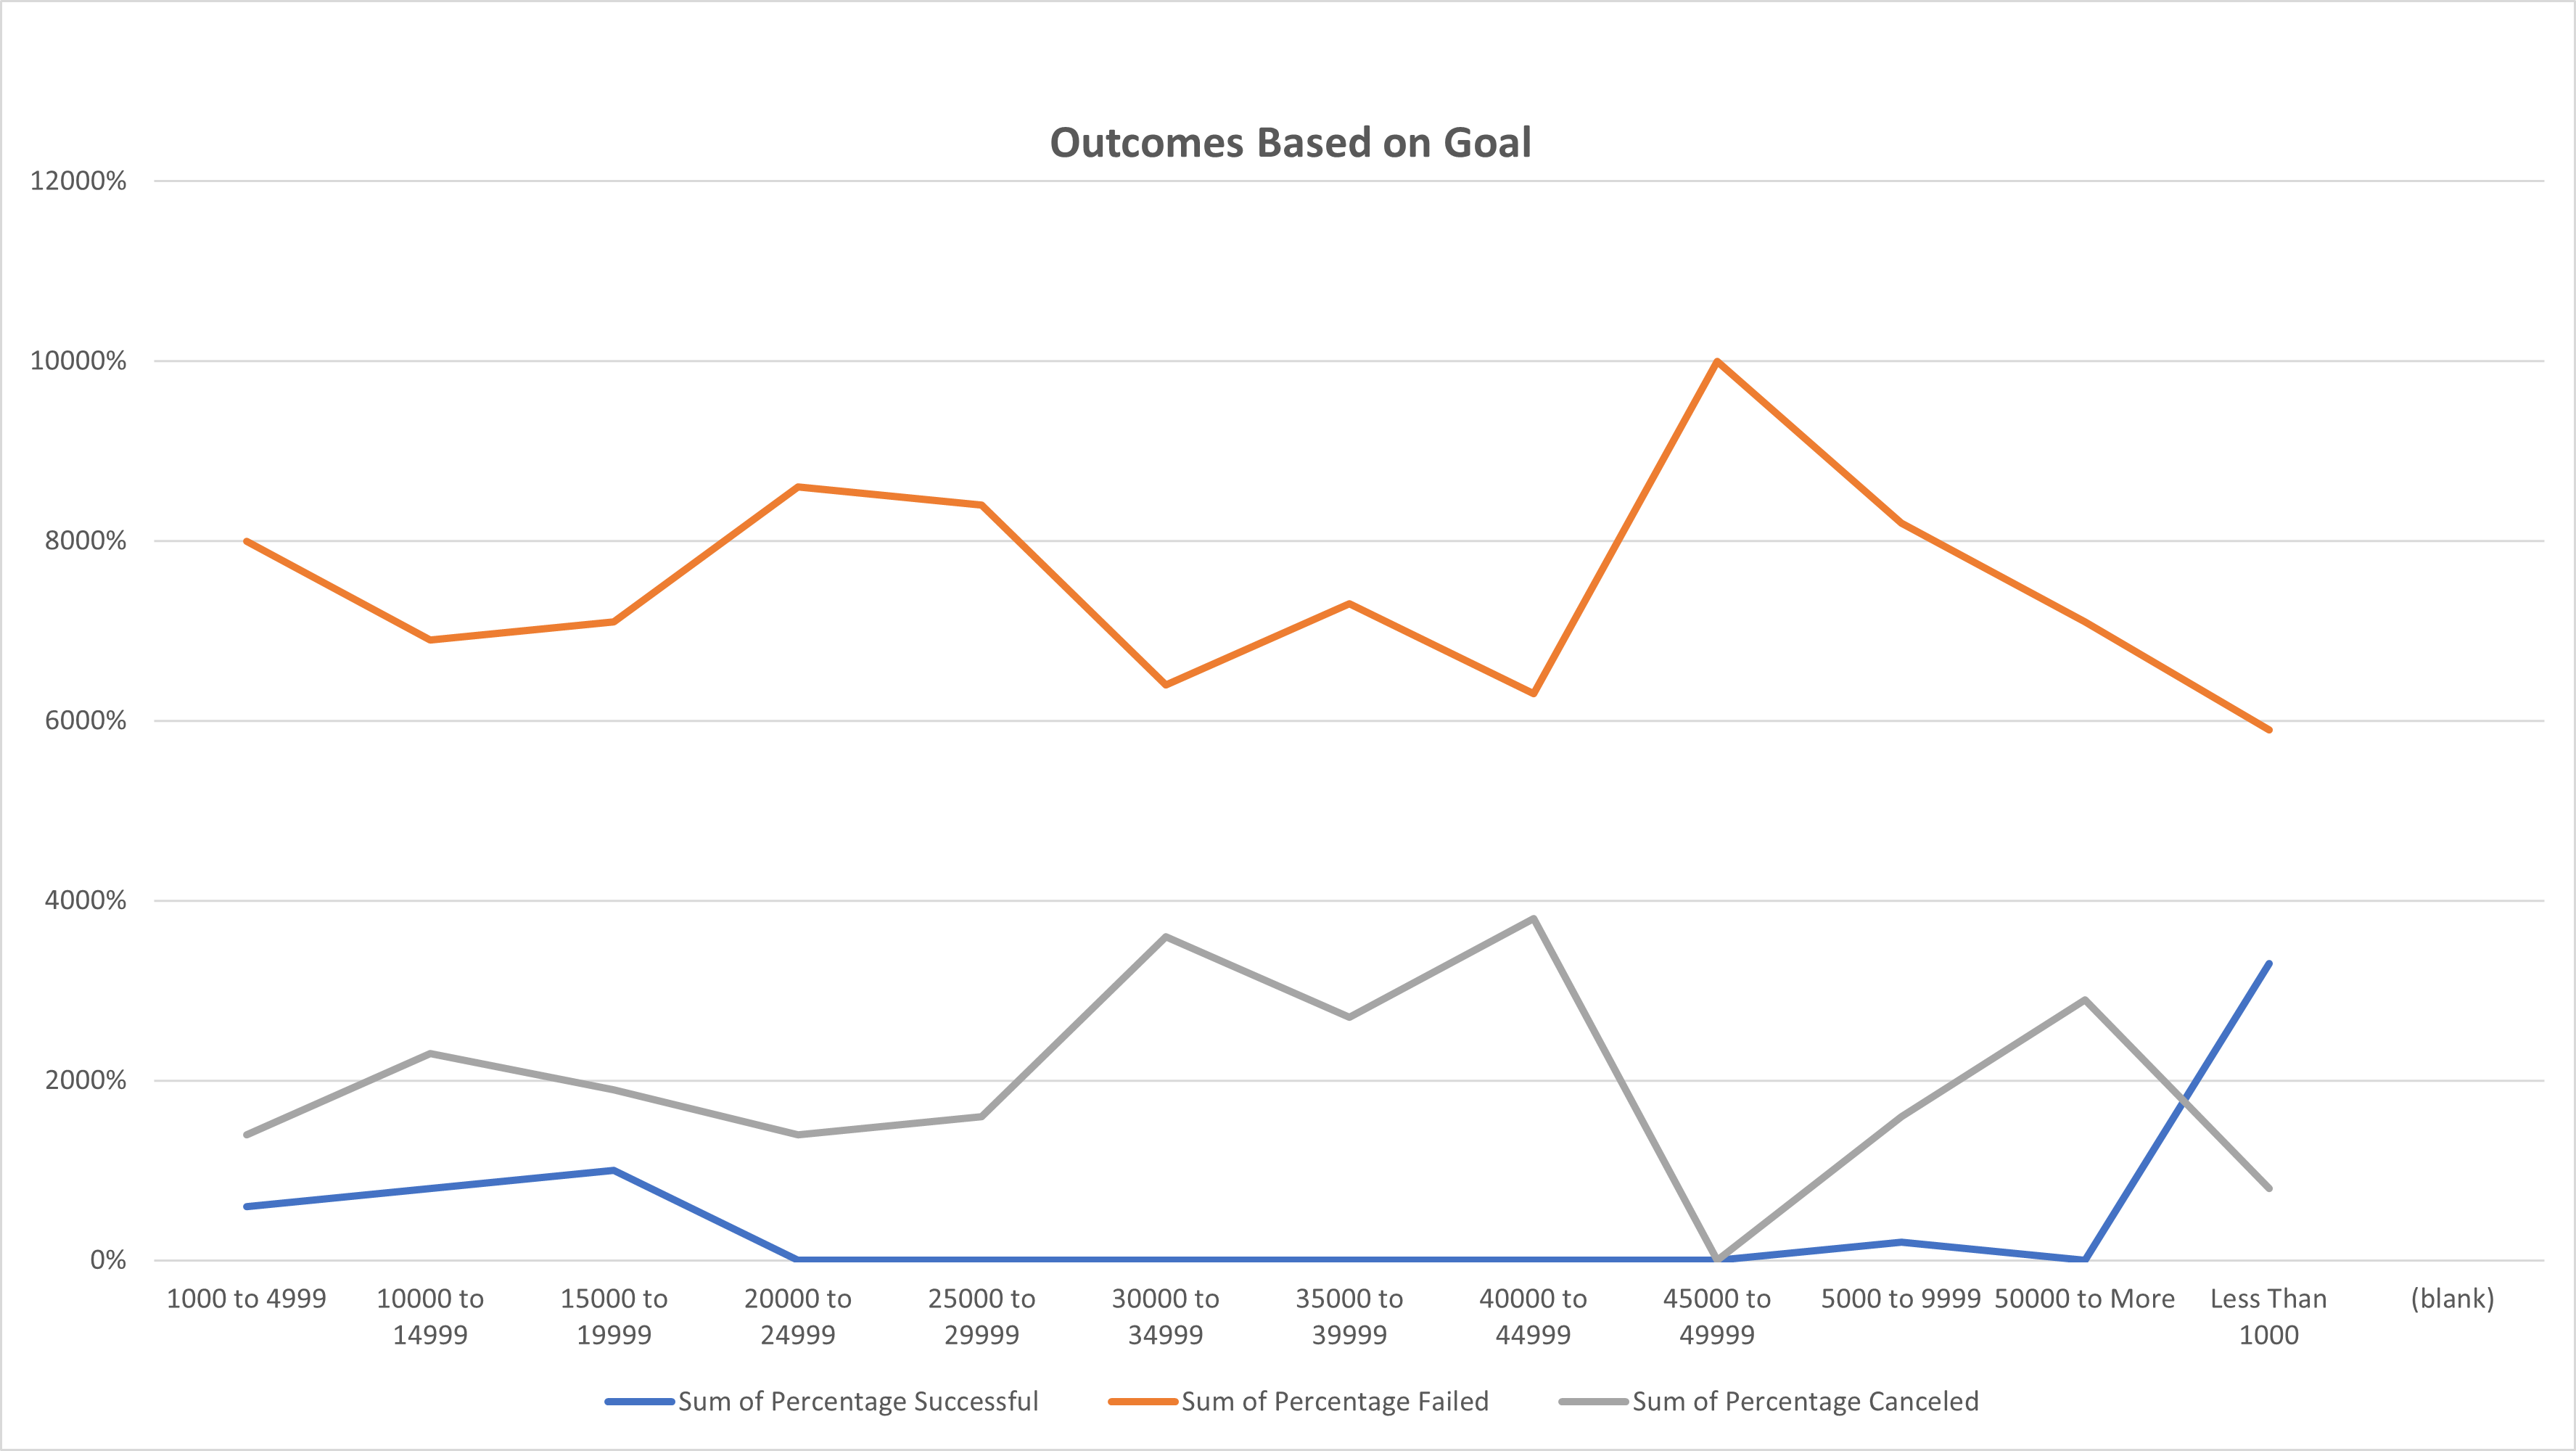 Outcomes Based on Goal
12000%
10000%
8000%
6000%
4000%
2000%
0%
1000 to 4999
10000 to
14999
15000 to
19999
20000 to
24999
25000 to
29999
30000 to
34999
35000 to
39999
40000 to
44999
45000 to
49999
5000 to 9999
50000 to More
Less Than
1000
(blank)
Sum of Percentage Successful
Sum of Percentage Failed
Sum of Percentage Canceled